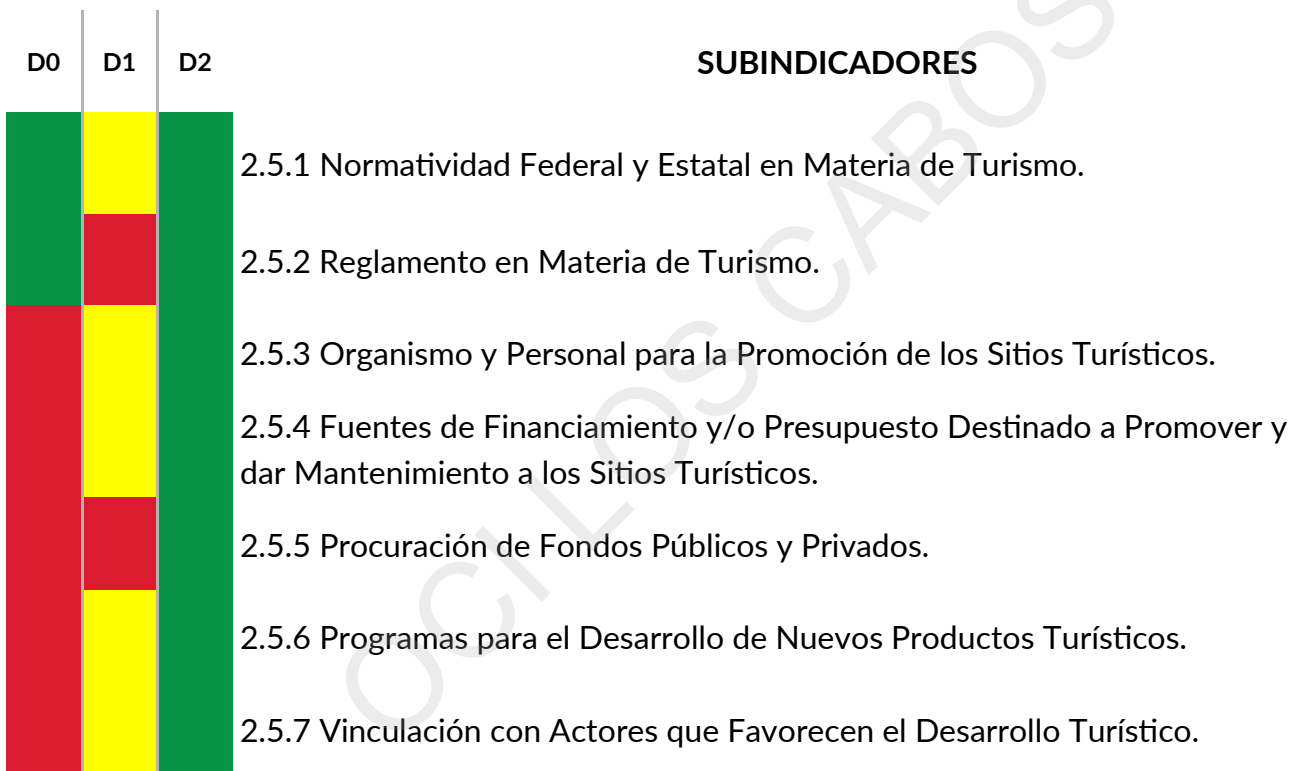 D0 D1 D2 SUBINDICADORES
2.5.1 Normatividad Federal y Estatal en Materia de Turismo.
2.5.2 Reglamento en Materia de Turismo.
2.5.3 Organismo y Personal para la Promoción de los Sitios Turísticos.
2.5.4 Fuentes de Financiamiento y/o Presupuesto Destinado a Promover y
dar Mantenimiento a los Sitios Turísticos.
2.5.5 Procuración de Fondos Públicos y Privados.
2.5.6 Programas para el Desarrollo de Nuevos Productos Turísticos.
2.5.7 Vinculación con Actores que Favorecen el Desarrollo Turístico.
OCI LOS CABOS